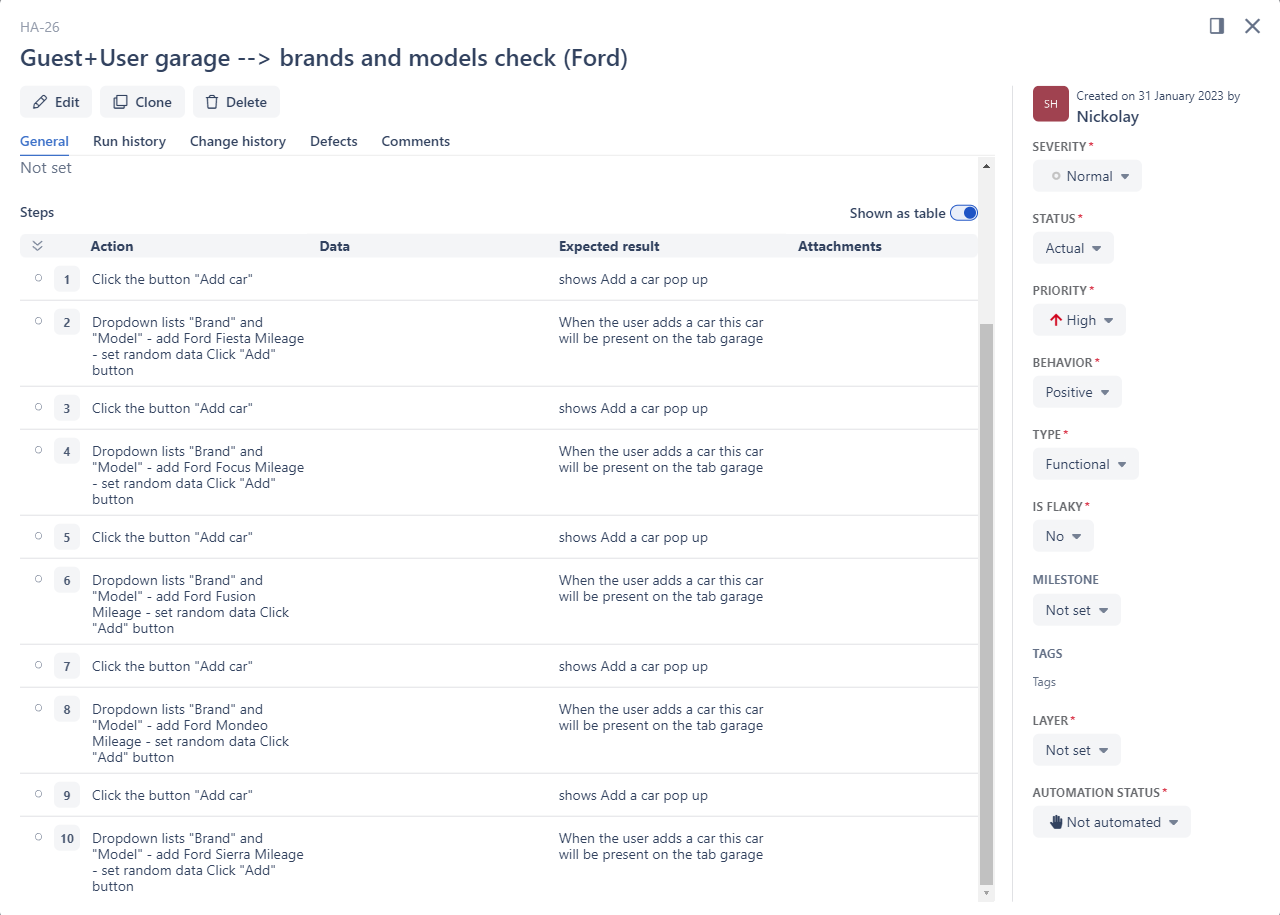 HA-26
Guest+User garage --> brands and models check (Ford)
Edit
Clone
Delete
General
Run history
Change history
Defects
Comments
Not set
Steps
Shown as table
Action
Data
Expected result
Attachments
1
Click the button "Add car"
shows Add a car pop up
2
Dropdown lists "Brand" and
"Model" - add Ford Fiesta Mileage
- set random data Click "Add"
button
When the user adds a car this car
will be present on the tab garage
3
Click the button "Add car"
shows Add a car pop up
4
Dropdown lists "Brand" and
"Model" - add Ford Focus Mileage
- set random data Click "Add"
button
When the user adds a car this car
will be present on the tab garage
5
Click the button "Add car"
shows Add a car pop up
6
Dropdown lists "Brand" and
"Model" - add Ford Fusion
Mileage - set random data Click
"Add" button
When the user adds a car this car
will be present on the tab garage
7
Click the button "Add car"
shows Add a car pop up
8
Dropdown lists "Brand" and
"Model" - add Ford Mondeo
Mileage - set random data Click
"Add" button
When the user adds a car this car
will be present on the tab garage
9
Click the button "Add car"
shows Add a car pop up
10
Dropdown lists "Brand" and
"Model" - add Ford Sierra Mileage
- set random data Click "Add"
button
When the user adds a car this car
will be present on the tab garage
SH
Created on 31 January 2023 by
Nickolay
SEVERITY*
Normal
STATUS*
Actual
PRIORITY*
High
BEHAVIOR*
Positive
TYPE*
Functional
IS FLAKY*
No
MILESTONE
Not set
TAGS
Tags
LAYER*
Not set
AUTOMATION STATUS*
Not automated